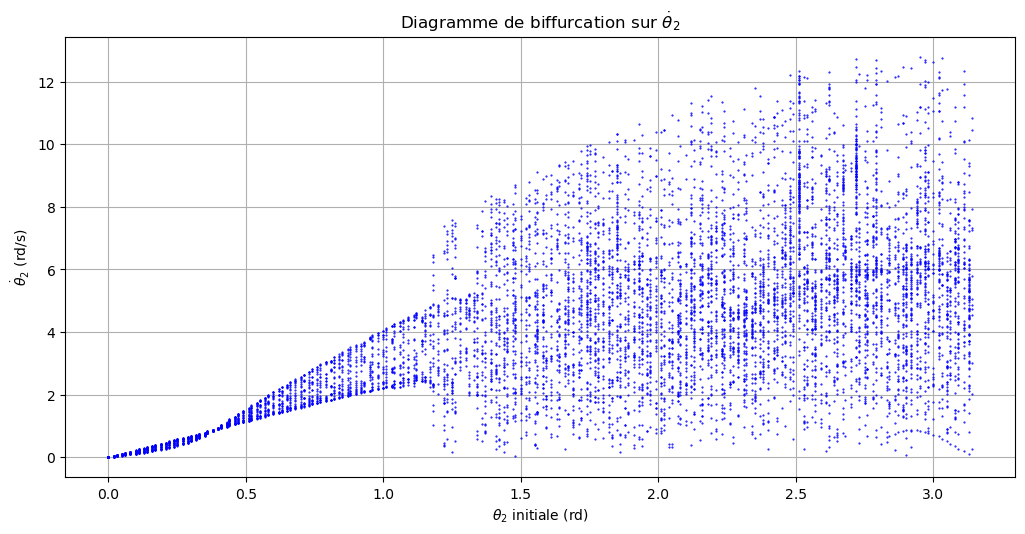 Diagramme de biffurcation sur θ̇₂
θ̇₂ (rd/s)
12
10
8
6
4
2
0
0.0 0.5 1.0 1.5 2.0 2.5 3.0
θ₂ initiale (rd)